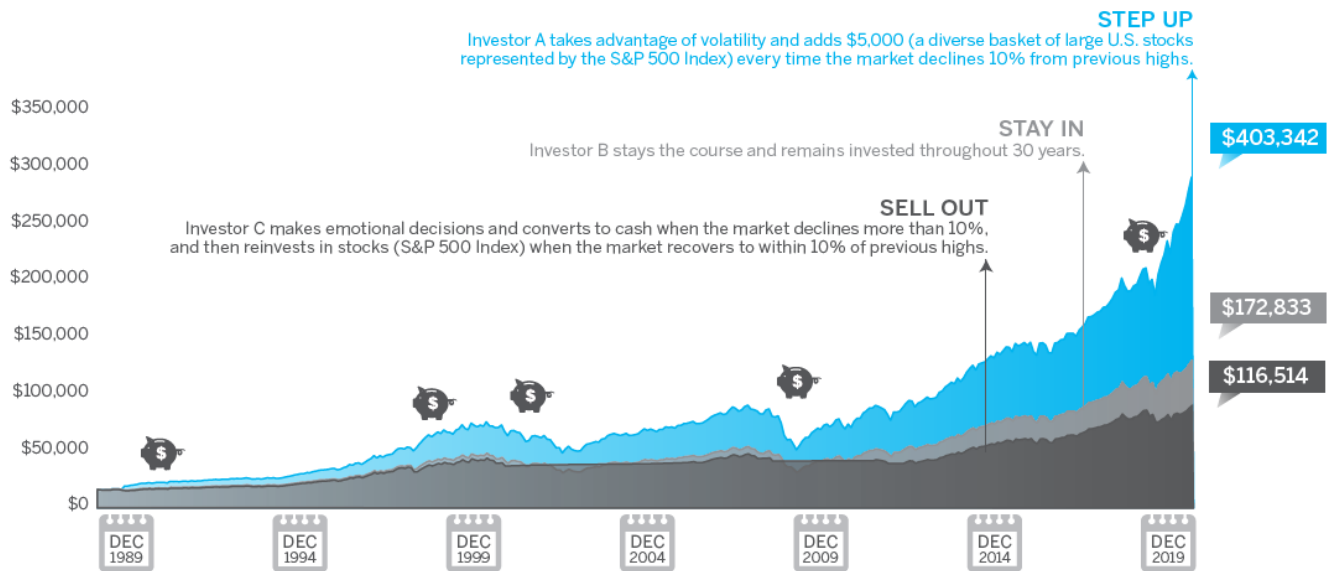 STEP UP
Investor A takes advantage of volatility and adds $5,000 (a diverse basket of large U.S. stocks
represented by the S&P 500 Index) every time the market declines 10% from previous highs.
$350,000
$403,342
STAY IN
Investor B stays the course and remains invested throughout 30 years.
$300,000
SELL OUT
Investor C makes emotional decisions and converts to cash when the market declines more than 10%,
and then reinvests in stocks (S&P 500 Index) when the market recovers to within 10% of previous highs.
$250,000
$
$200,000
$172,833
$150,000
$116,514
$100,000
$
$
$
$50,000
$
$0
DEC
1989
DEC
1994
DEC
1999
DEC
2004
DEC
2009
DEC
2014
DEC
2019